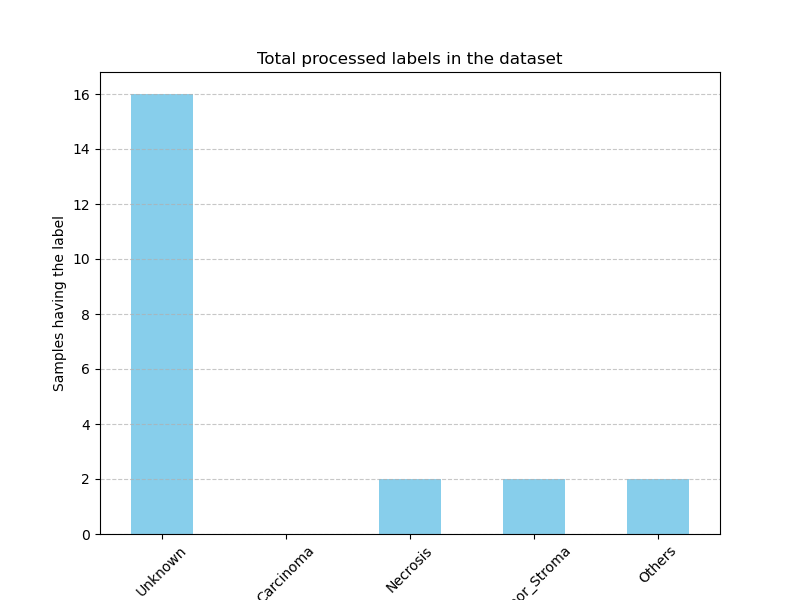 Total processed labels in the dataset
Samples having the label
16
14
12
10
8
6
4
2
0
Unknown
Carcinoma
Necrosis
or_Stroma
Others